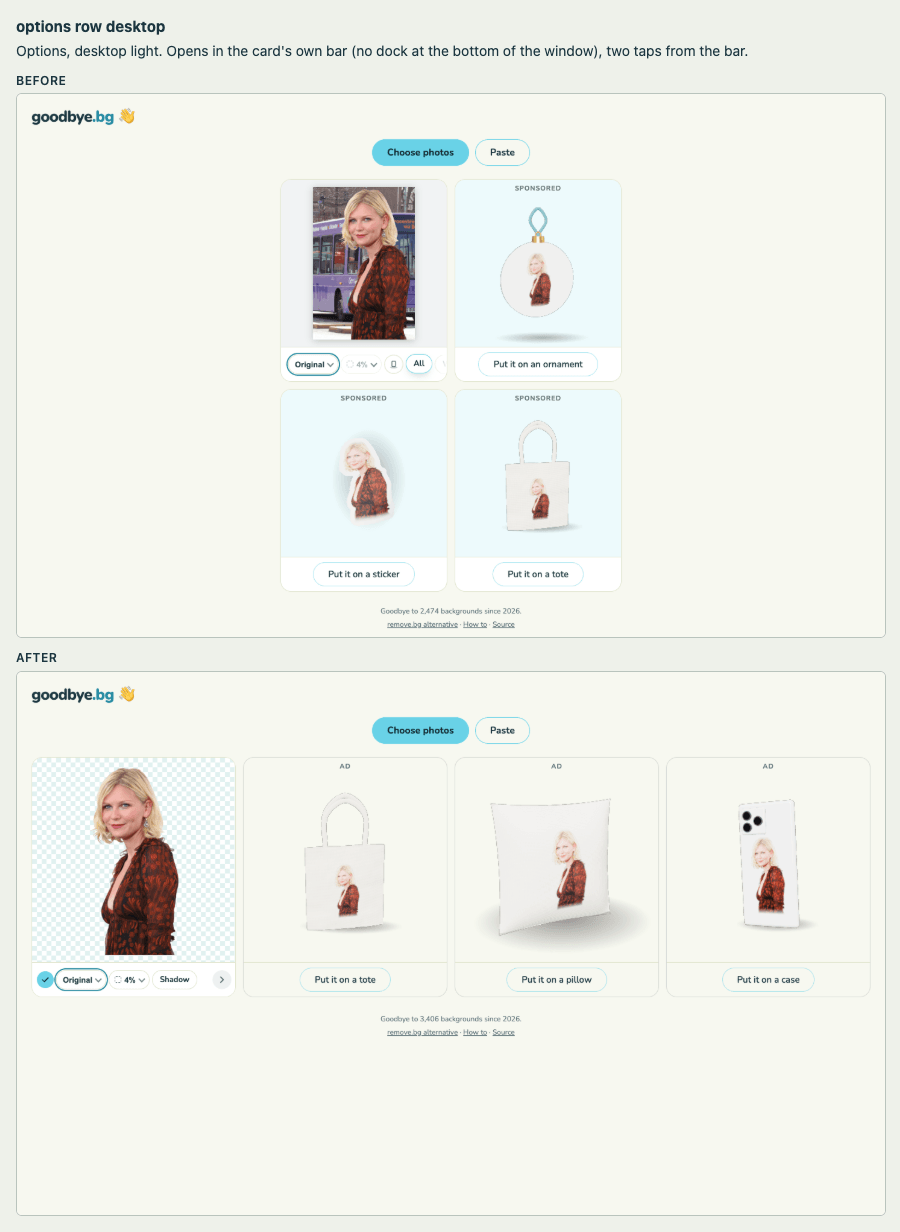 options row desktop
Options, desktop light. Opens in the card's own bar (no dock at the bottom of the window), two taps from the bar.
BEFORE
goodbye.bg
Choose photos Paste
SPONSORED
Original 4% All
Put it on an ornament
SPONSORED SPONSORED
Put it on a sticker Put it on a tote
Goodbye to 2,474 backgrounds since 2026.
remove.bg alternative · How to · Source
AFTER
goodbye.bg
Choose photos Paste
AD AD AD
Original 4% Shadow
Put it on a tote Put it on a pillow Put it on a case
Goodbye to 3,406 backgrounds since 2026.
remove.bg alternative · How to · Source